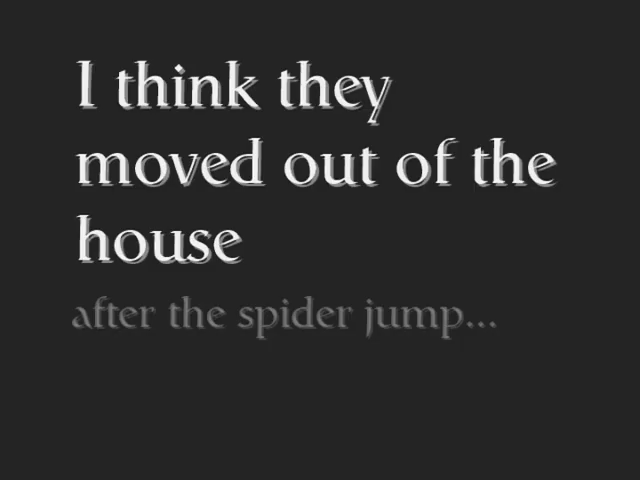 I think they
moved out of the
house
after the spider jump...